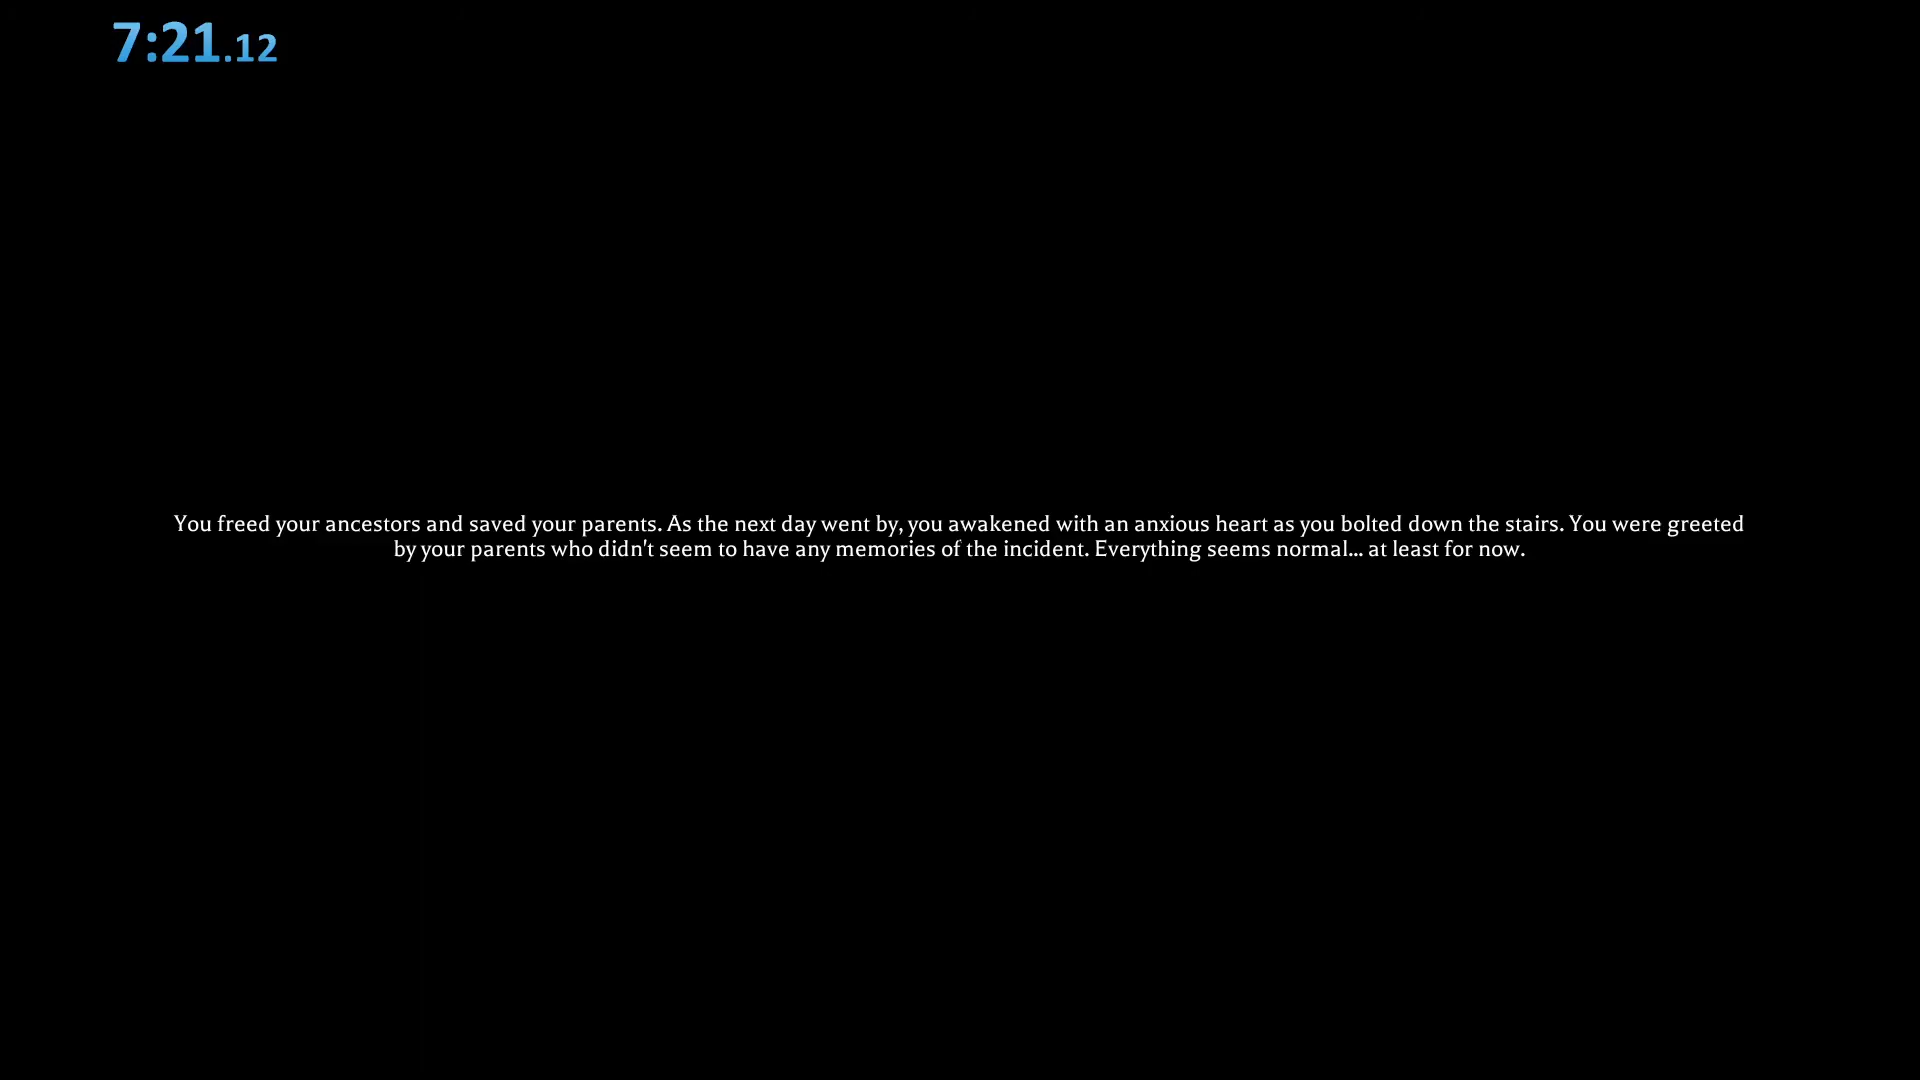 7:21.12
You freed your ancestors and saved your parents. As the next day went by, you awakened with an anxious heart as you bolted down the stairs. You were greeted
by your parents who didn't seem to have any memories of the incident. Everything seems normal... at least for now.